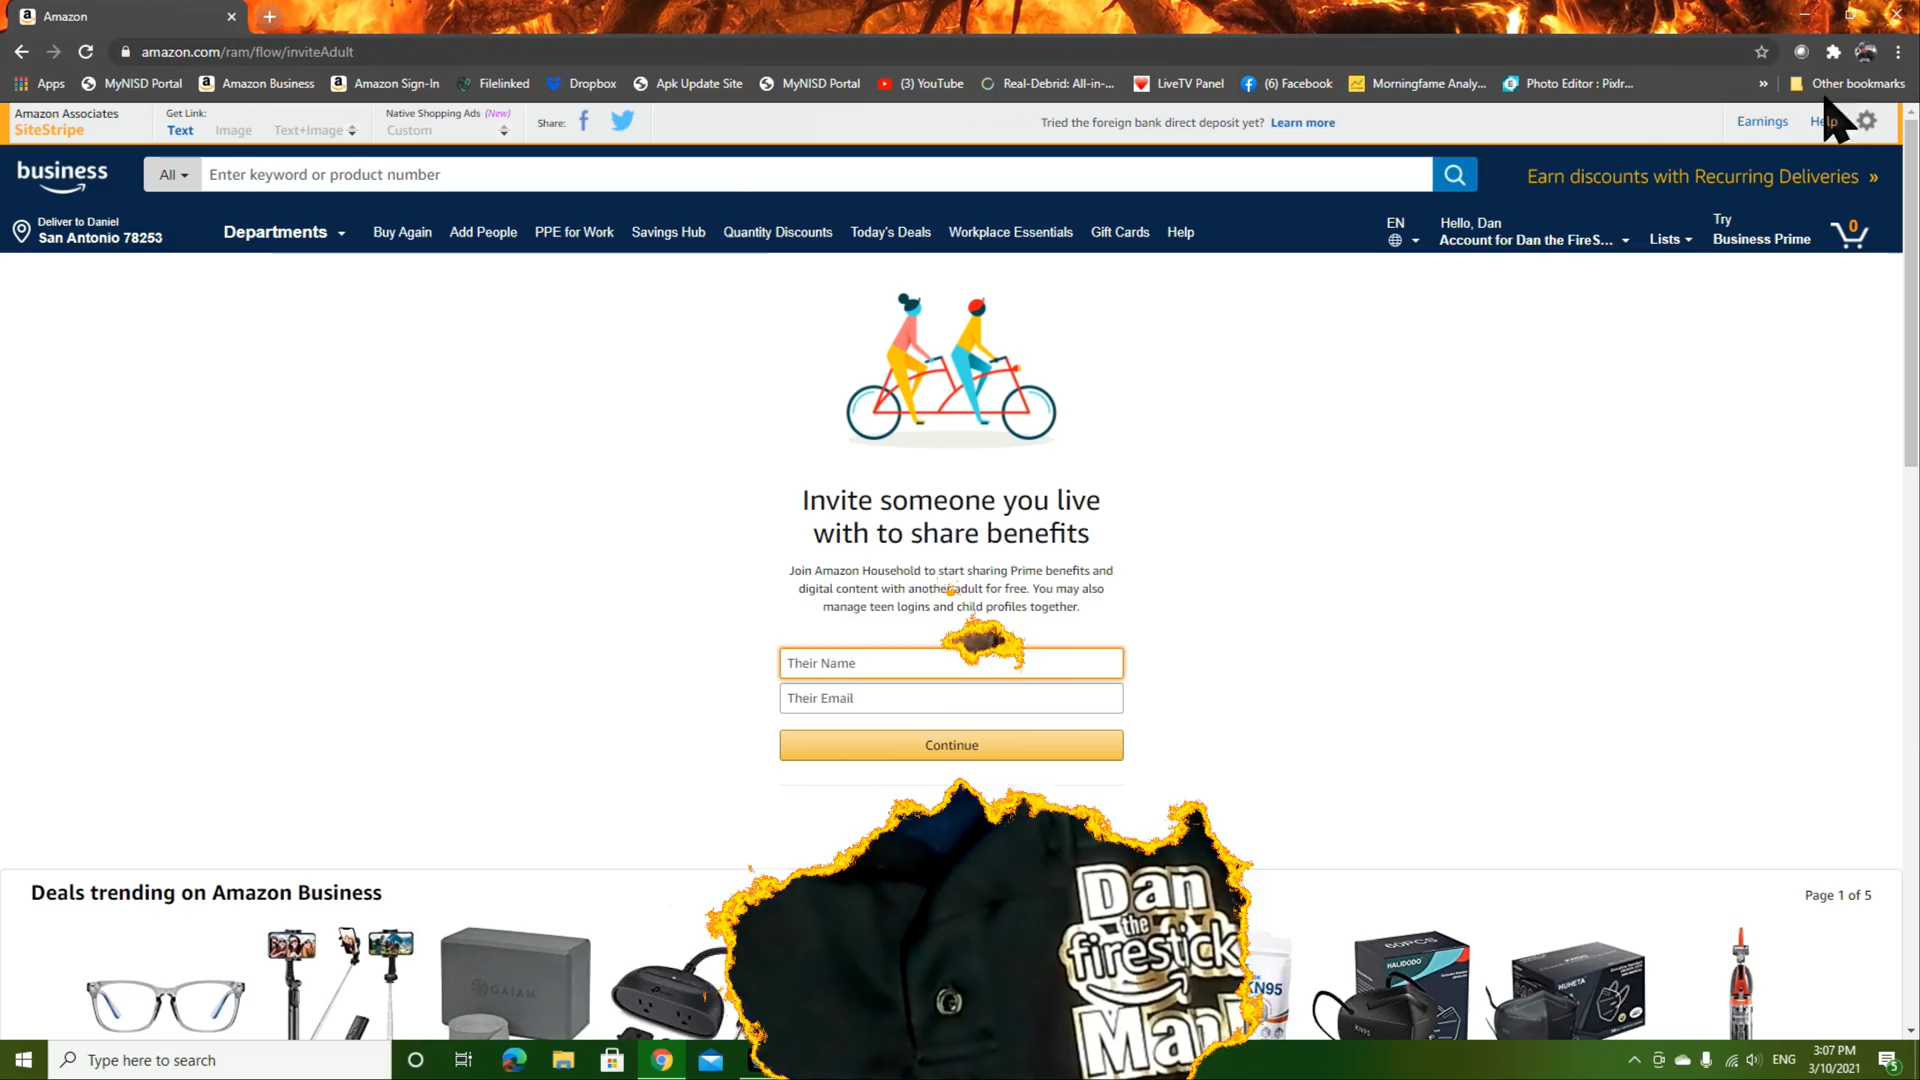 Amazon
amazon.com/ram/flow/inviteAdult
Apps MyNISD Portal Amazon Business Amazon Sign-In Filelinked Dropbox Apk Update Site MyNISD Portal (3) YouTube Real-Debrid: All-in-... LiveTV Panel (6) Facebook Morningfame Analy... Photo Editor : Pixlr... » Other bookmarks
Amazon Associates
SiteStripe
Get Link:
Text Image Text+Image
Native Shopping Ads (New)
Custom
Share:
Tried the foreign bank direct deposit yet? Learn more
Earnings Help
business
All Enter keyword or product number
Earn discounts with Recurring Deliveries »
Deliver to Daniel
San Antonio 78253
Departments Buy Again Add People PPE for Work Savings Hub Quantity Discounts Today's Deals Workplace Essentials Gift Cards Help
EN
Hello, Dan
Account for Dan the FireS...
Lists
Try
Business Prime
0
Invite someone you live
with to share benefits
Join Amazon Household to start sharing Prime benefits and
digital content with another adult for free. You may also
manage teen logins and child profiles together.
Their Name
Their Email
Continue
Deals trending on Amazon Business
Page 1 of 5
GAIAM
KN95
60PCS
HALIDODO
KN95
HUHETA
Dan
the
firestick
Man
Type here to search
ENG
3:07 PM
3/10/2021
5